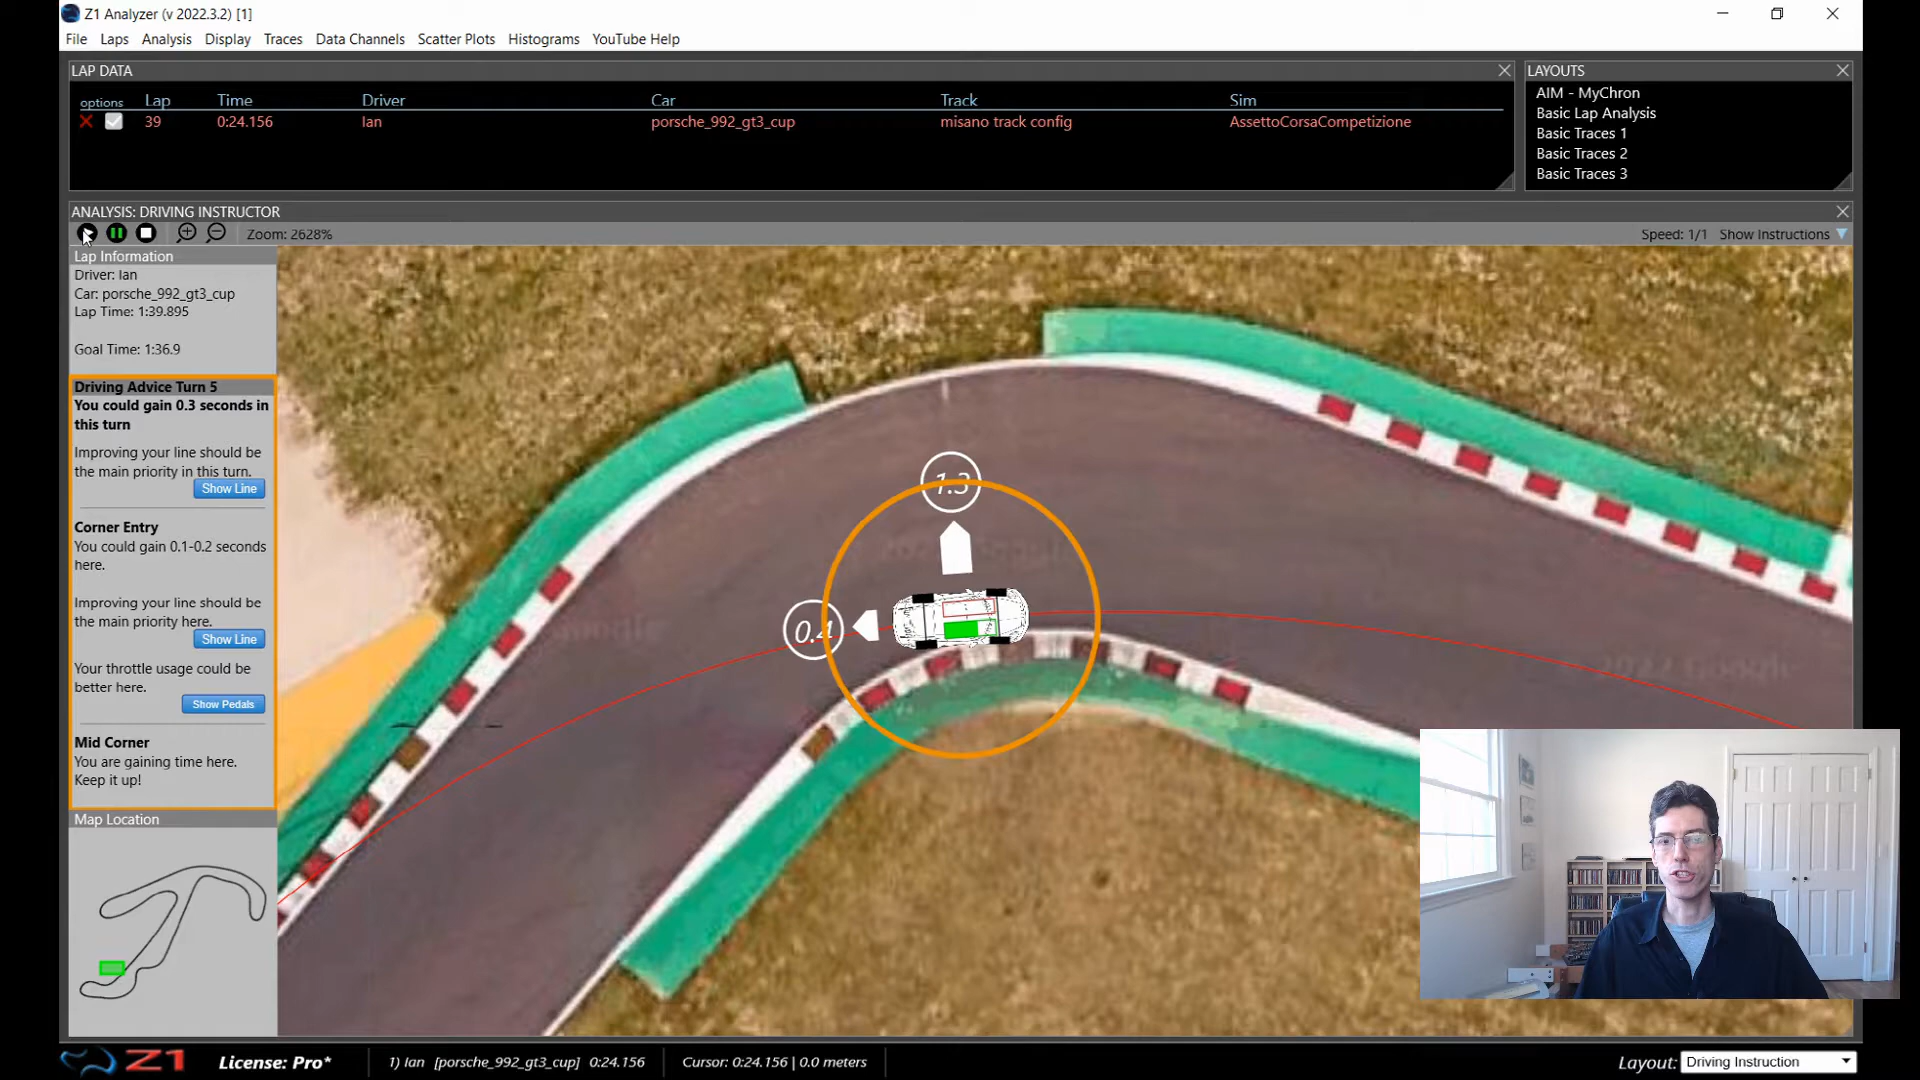 Z1 Analyzer (v 2022.3.2) [1]
File Laps Analysis Display Traces Data Channels Scatter Plots Histograms YouTube Help
LAP DATA
options Lap Time Driver Car Track Sim
39 0:24.156 Ian porsche_992_gt3_cup misano track config AssettoCorsaCompetizione
LAYOUTS
AIM - MyChron
Basic Lap Analysis
Basic Traces 1
Basic Traces 2
Basic Traces 3
ANALYSIS: DRIVING INSTRUCTOR
Zoom: 2628%
Speed: 1/1 Show Instructions
Lap Information
Driver: Ian
Car: porsche_992_gt3_cup
Lap Time: 1:39.895
Goal Time: 1:36.9
Driving Advice Turn 5
You could gain 0.3 seconds in
this turn
Improving your line should be
the main priority in this turn.
Show Line
Corner Entry
You could gain 0.1-0.2 seconds
here.
Improving your line should be
the main priority here.
Show Line
Your throttle usage could be
better here.
Show Pedals
Mid Corner
You are gaining time here.
Keep it up!
Map Location
1.3
0.4
2022 Google
Z1 License: Pro* 1) Ian [porsche_992_gt3_cup] 0:24.156 Cursor: 0:24.156 | 0.0 meters
Layout: Driving Instruction